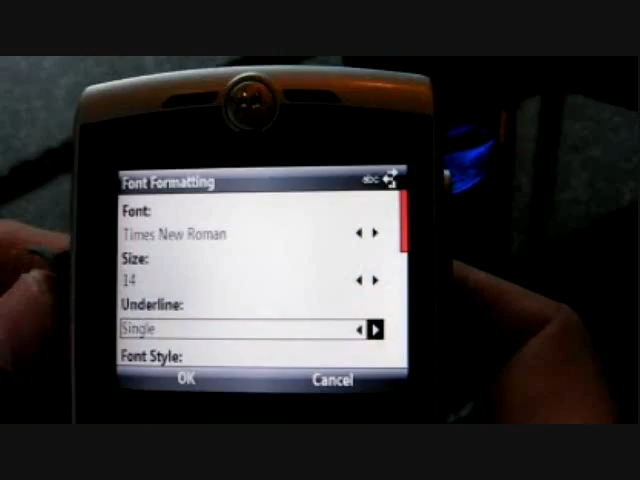 Font Formatting abc
Font:
Times New Roman
Size:
14
Underline:
Single
Font Style:
OK Cancel